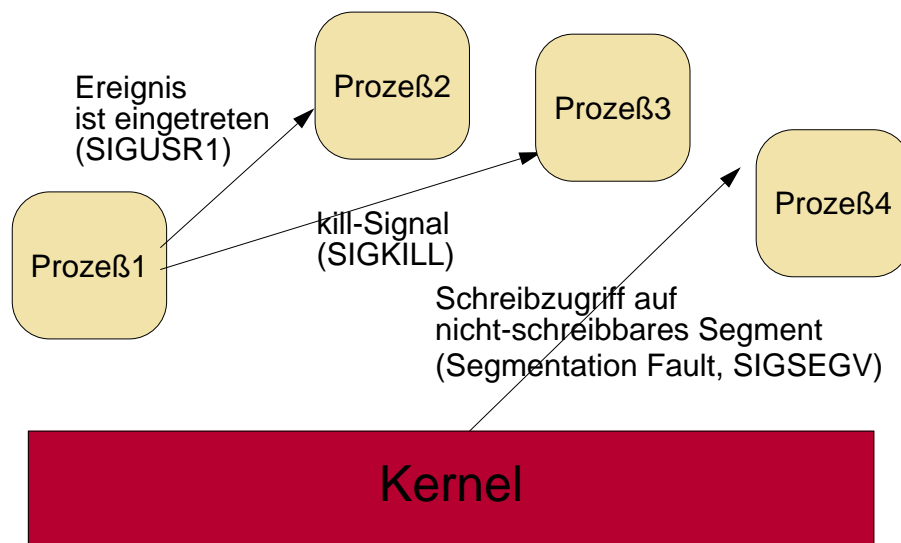 Prozeß2
Ereignis
ist eingetreten
(SIGUSR1)
Prozeß3
Prozeß4
kill-Signal
(SIGKILL)
Prozeß1
Schreibzugriff auf
nicht-schreibbares Segment
(Segmentation Fault, SIGSEGV)
Kernel